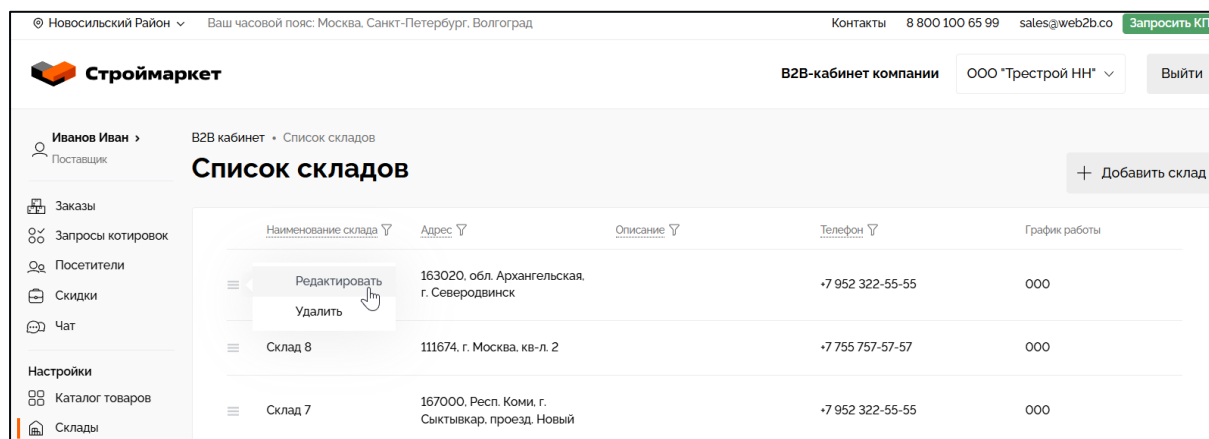 Новосильский Район
Ваш часовой пояс: Москва, Санкт-Петербург, Волгоград
Контакты
8 800 100 65 99
sales@web2b.co
Запросить КП
Строймаркет
B2B-кабинет компании
ООО "Трестрой НН"
Выйти
Иванов Иван
Поставщик
B2B кабинет • Список складов
Список складов
+ Добавить склад
Заказы
Запросы котировок
Посетители
Скидки
Чат
Настройки
Каталог товаров
Склады
Наименование склада
Адрес
Описание
Телефон
График работы
Редактировать
Удалить
163020, обл. Архангельская,
г. Северодвинск
+7 952 322-55-55
000
Склад 8
111674, г. Москва, кв-л. 2
+7 755 757-57-57
000
Склад 7
167000, Респ. Коми, г.
Сыктывкар, проезд. Новый
+7 952 322-55-55
000